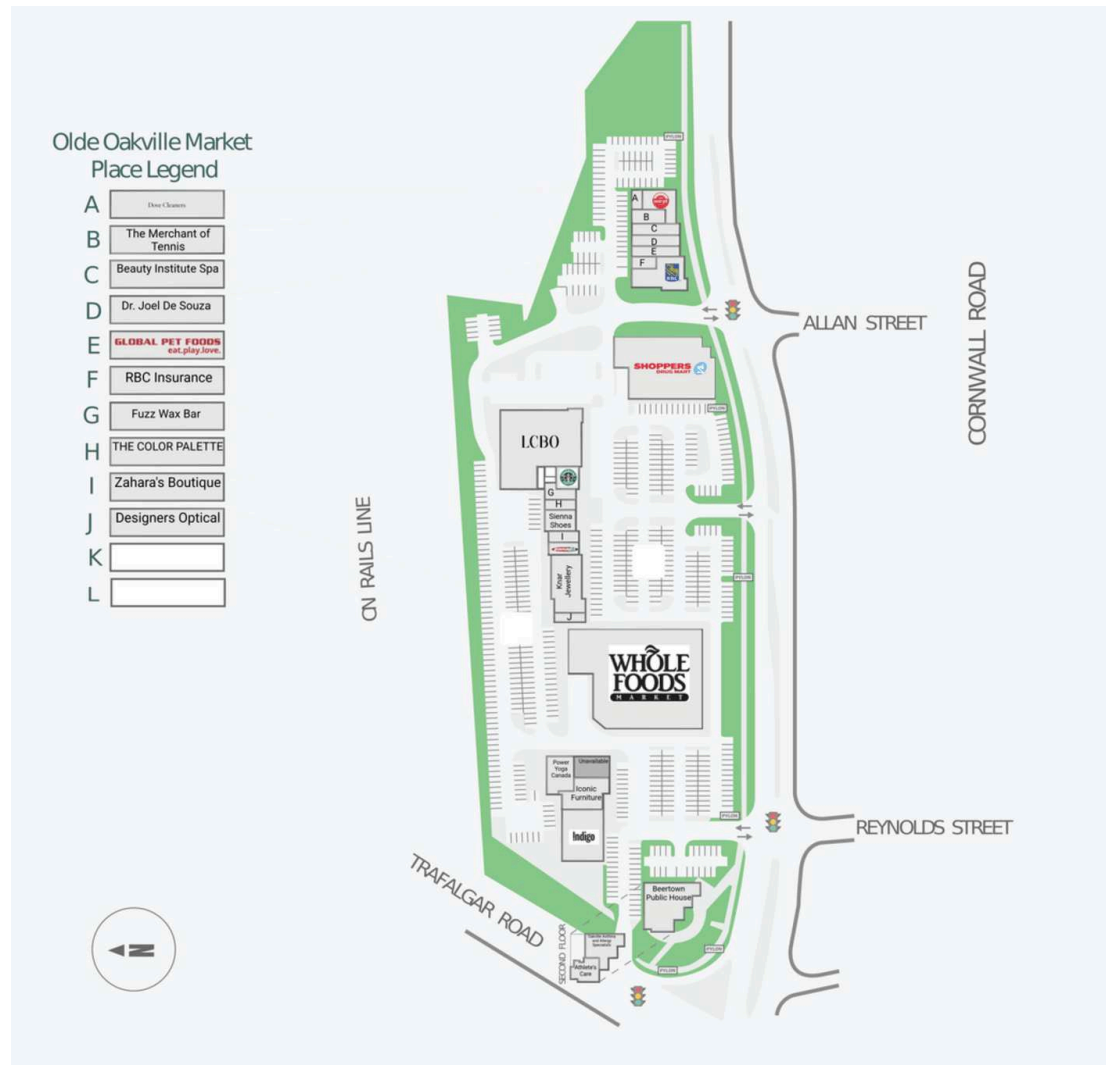 Olde Oakville Market
Place Legend
A
Dove Cleaners
B
The Merchant of
Tennis
C
Beauty Institute Spa
D
Dr. Joel De Souza
E
GLOBAL PET FOODS
eat.play.love.
F
RBC Insurance
G
Fuzz Wax Bar
H
THE COLOR PALETTE
I
Zahara's Boutique
J
Designers Optical
K
L
PYLON
A
B
C
D
E
F
RBC
ALLAN STREET
CORNWALL ROAD
SHOPPERS
DRUG MART
PYLON
LCBO
G
H
Sienna
Shoes
I
Knar
Jewellery
J
CN RAILS LINE
PYLON
WHOLE
FOODS
MARKET
Power
Yoga
Canada
Unavailable
Iconic
Furniture
Indigo
PYLON
REYNOLDS STREET
TRAFALGAR ROAD
Beertown
Public House
SECOND FLOOR
Athlete's
Care
PYLON
PYLON
N